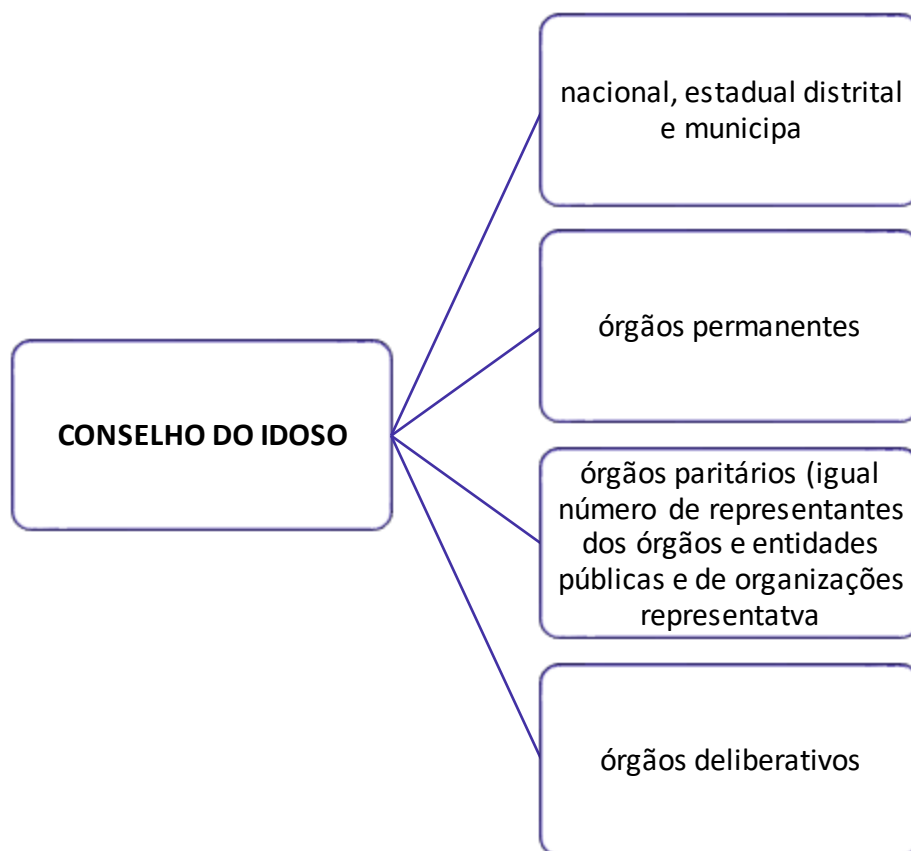 nacional, estadual distrital
e municipa
órgãos permanentes
CONSELHO DO IDOSO
órgãos paritários (igual
número de representantes
dos órgãos e entidades
públicas e de organizações
representatva
órgãos deliberativos